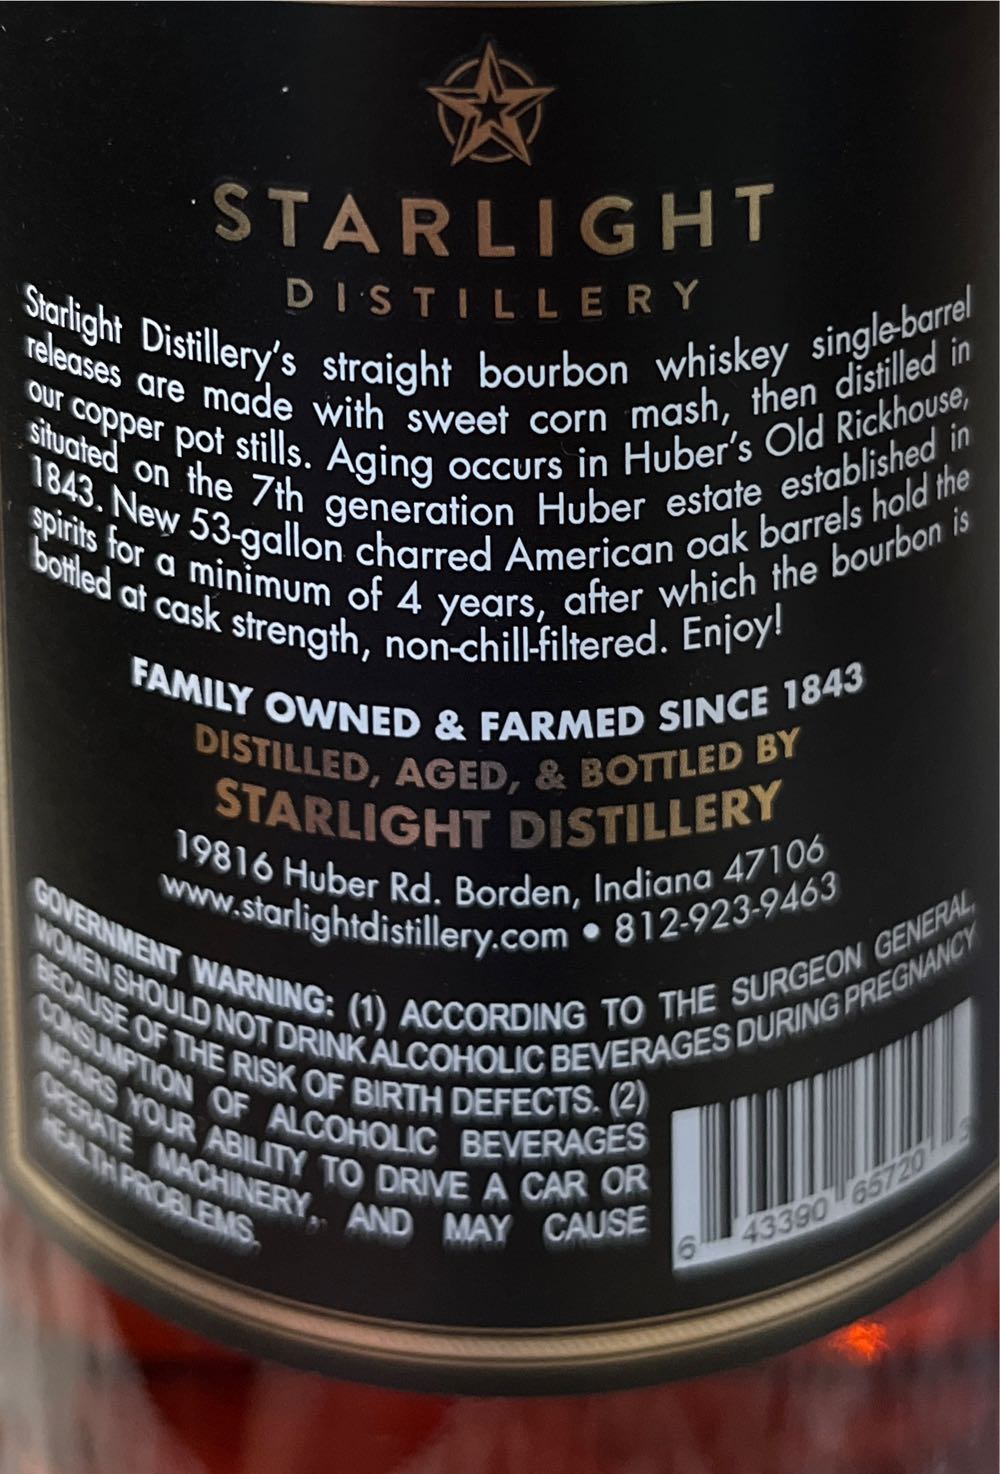 STARLIGHT
DISTILLERY
Starlight Distillery's straight bourbon whiskey single-barrel
releases are made with sweet corn mash, then distilled in
our copper pot stills. Aging occurs in Huber's Old Rickhouse,
situated on the 7th generation Huber estate established in
1843. New 53-gallon charred American oak barrels hold the
spirits for a minimum of 4 years, after which the bourbon is
bottled at cask strength, non-chill-filtered. Enjoy!
FAMILY OWNED & FARMED SINCE 1843
DISTILLED, AGED, & BOTTLED BY
STARLIGHT DISTILLERY
19816 Huber Rd. Borden, Indiana 47106
www.starlightdistillery.com • 812-923-9463
GOVERNMENT WARNING: (1) ACCORDING TO THE SURGEON GENERAL,
WOMEN SHOULD NOT DRINK ALCOHOLIC BEVERAGES DURING PREGNANCY
BECAUSE OF THE RISK OF BIRTH DEFECTS. (2)
CONSUMPTION OF ALCOHOLIC BEVERAGES
IMPAIRS YOUR ABILITY TO DRIVE A CAR OR
OPERATE MACHINERY, AND MAY CAUSE
HEALTH PROBLEMS.
6 43390 65720 3